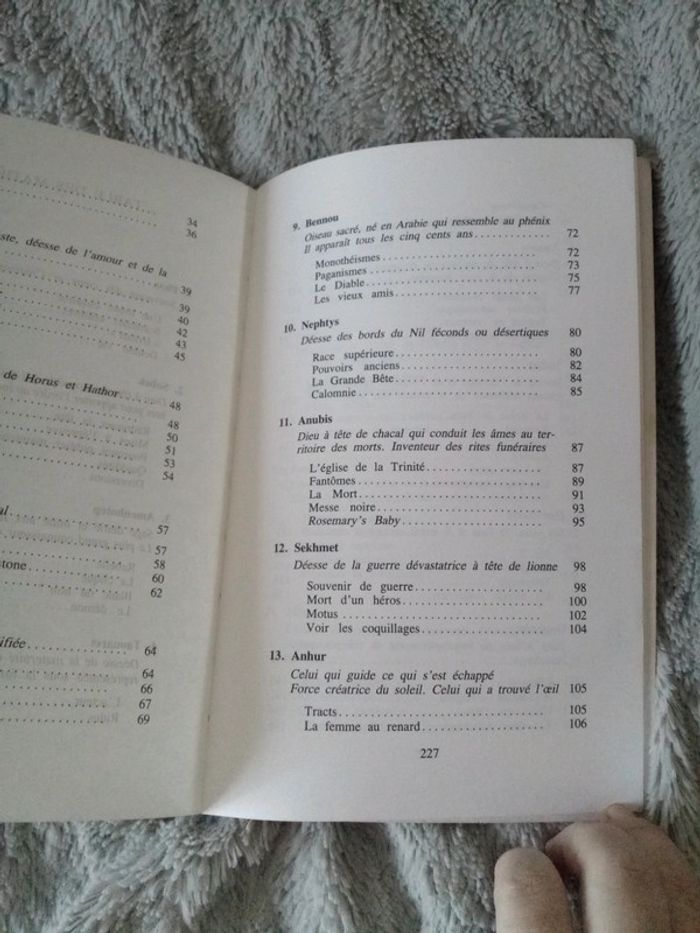 34
36
ste, déesse de l'amour et de la
39
39
40
42
43
45
de Horus et Hathor
48
48
50
51
53
54
57
57
58
tone
60
62
ifiée
64
64
66
67
69
9. Bennou
Oiseau sacré, né en Arabie qui ressemble au phénix
Il apparaît tous les cinq cents ans ............ 72
Monothéismes ............ 72
Paganismes ............ 73
Le Diable ............ 75
Les vieux amis ............ 77
10. Nephtys
Déesse des bords du Nil féconds ou désertiques 80
Race supérieure ............ 80
Pouvoirs anciens ............ 82
La Grande Bête ............ 84
Calomnie ............ 85
11. Anubis
Dieu à tête de chacal qui conduit les âmes au ter-
ritoire des morts. Inventeur des rites funéraires 87
L'église de la Trinité ............ 87
Fantômes ............ 89
La Mort ............ 91
Messe noire ............ 93
Rosemary's Baby ............ 95
12. Sekhmet
Déesse de la guerre dévastatrice à tête de lionne 98
Souvenir de guerre ............ 98
Mort d'un héros ............ 100
Motus ............ 102
Voir les coquillages ............ 104
13. Anhur
Celui qui guide ce qui s'est échappé
Force créatrice du soleil. Celui qui a trouvé l'œil 105
Tracts ............ 105
La femme au renard ............ 106
227